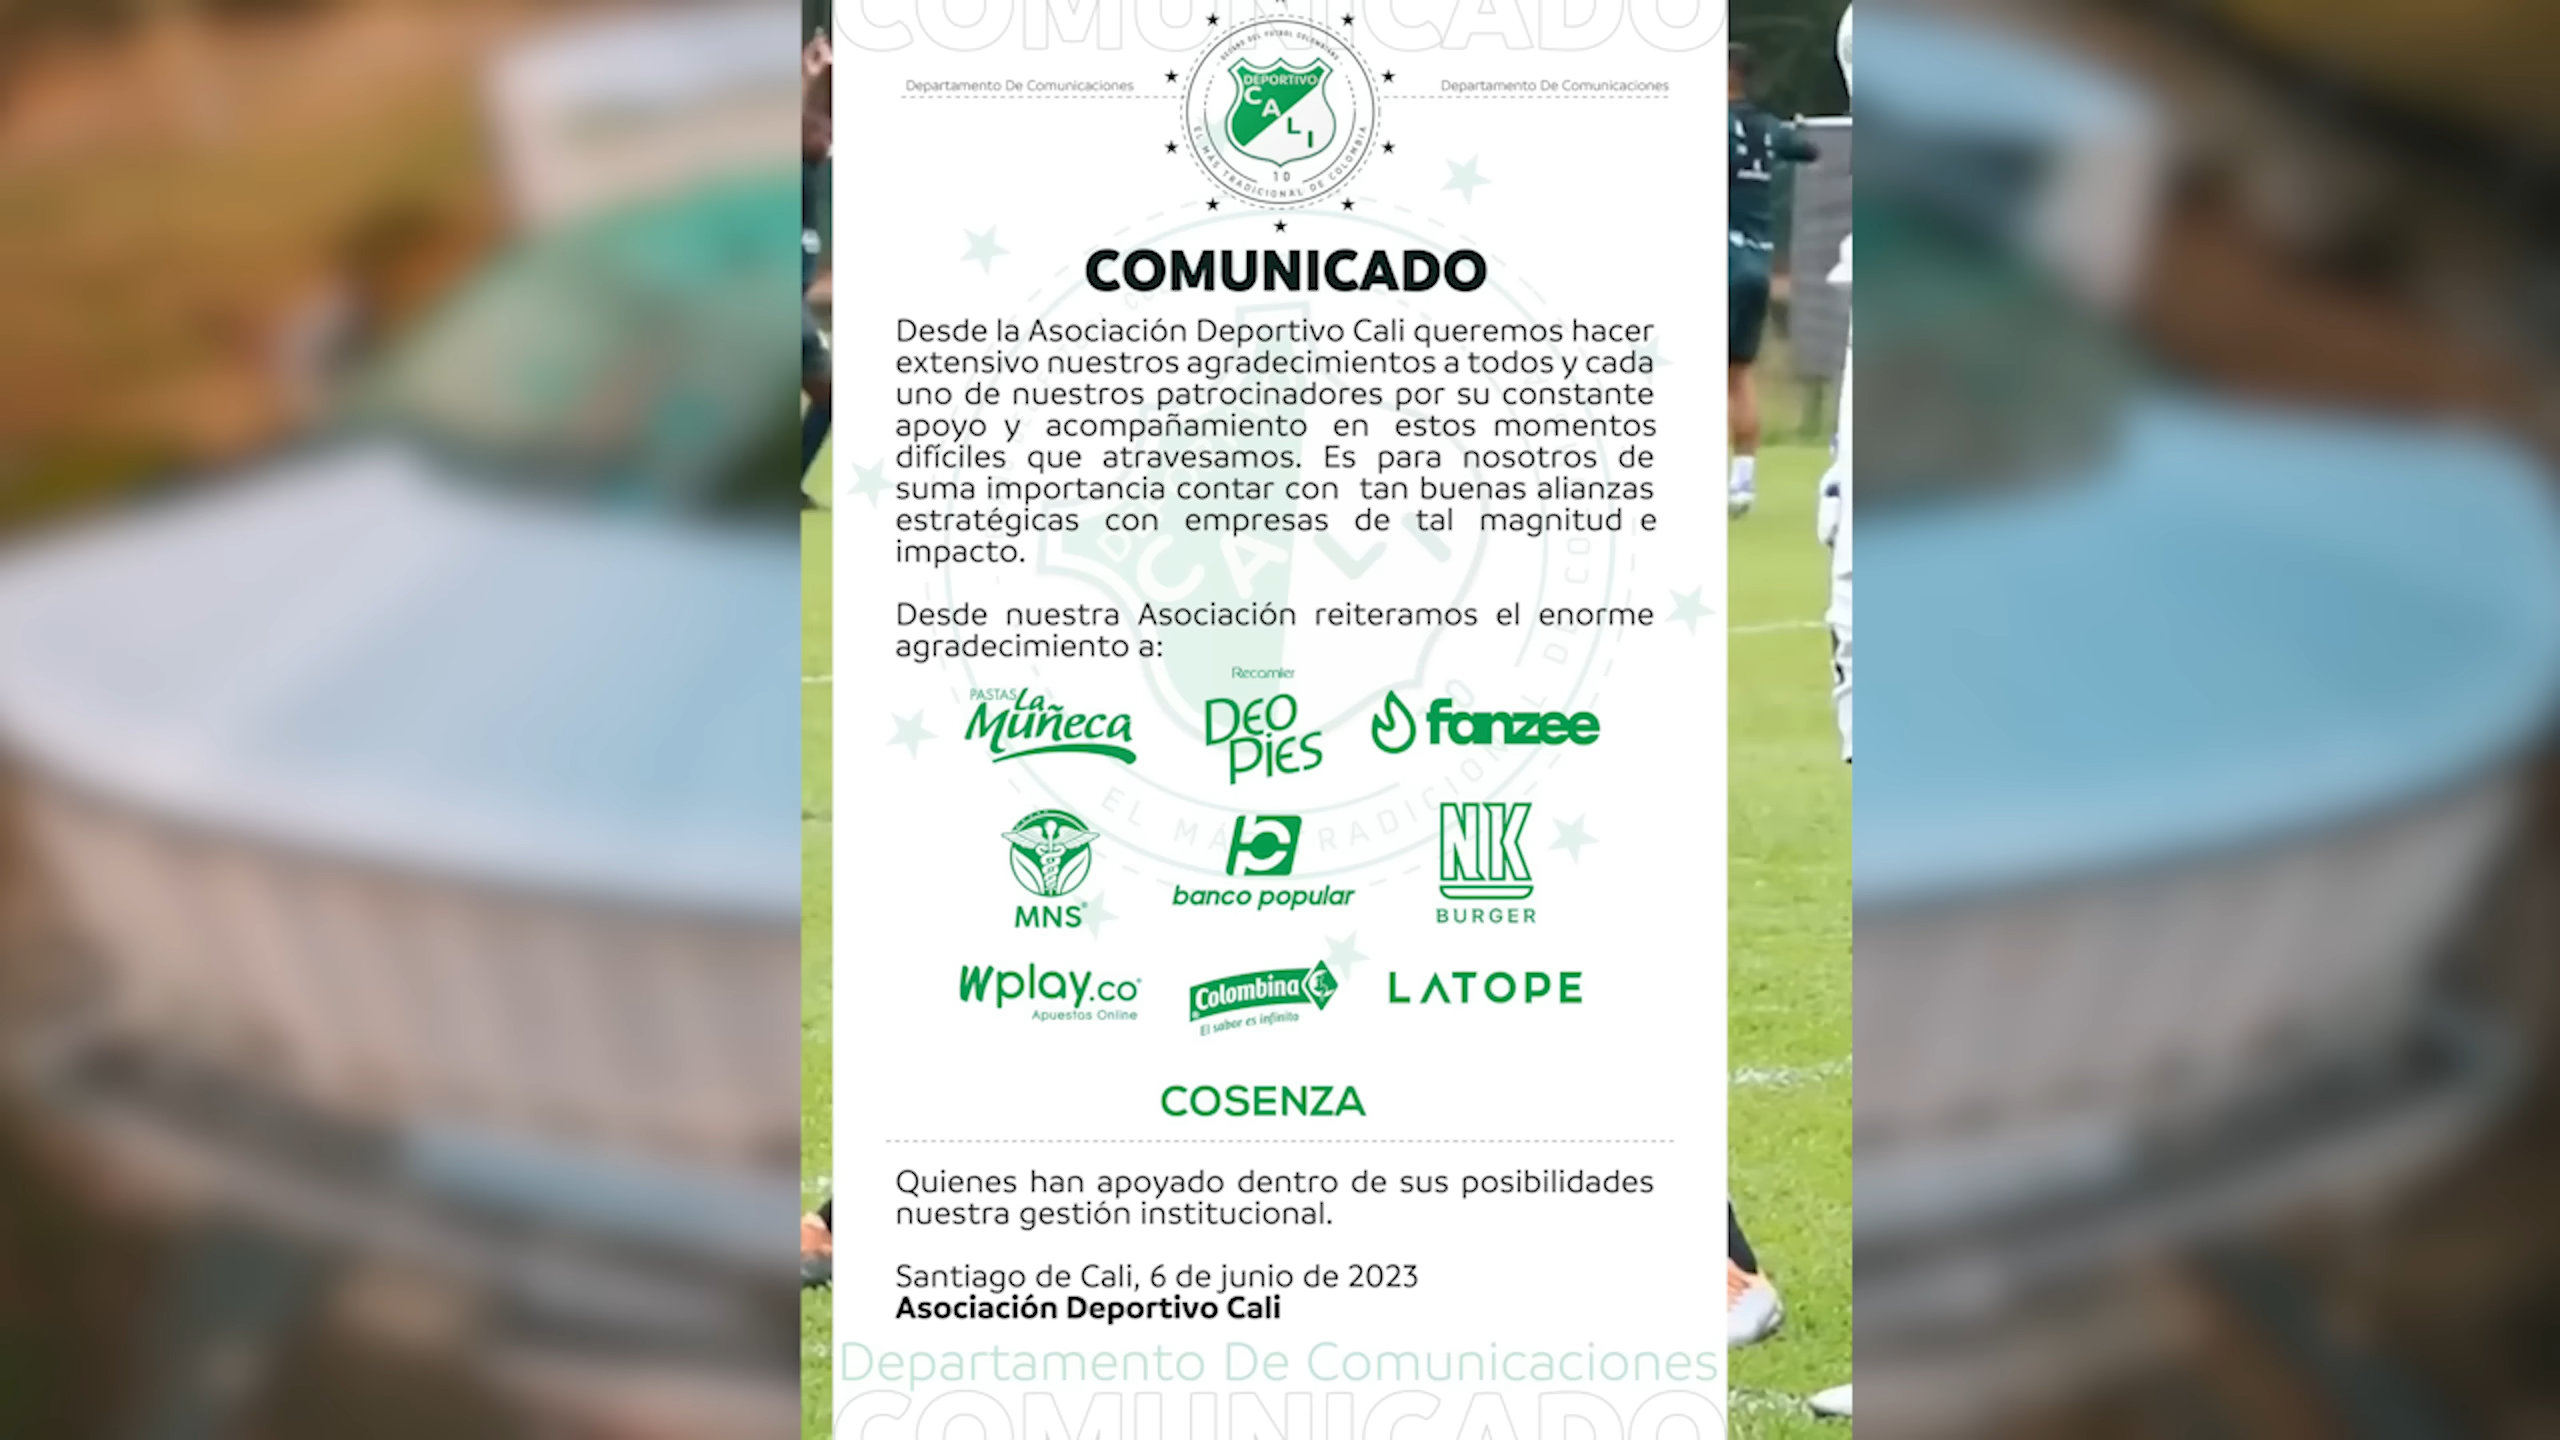 COMUNICADO
DECANO DEL FÚTBOL COLOMBIANO
Departamento De Comunicaciones
Departamento De Comunicaciones
DEPORTIVO
CALI
10
EL MÁS TRADICIONAL DE COLOMBIA
COMUNICADO
Desde la Asociación Deportivo Cali queremos hacer
extensivo nuestros agradecimientos a todos y cada
uno de nuestros patrocinadores por su constante
apoyo y acompañamiento en estos momentos
difíciles que atravesamos. Es para nosotros de
suma importancia contar con tan buenas alianzas
estratégicas con empresas de tal magnitud e
impacto.
Desde nuestra Asociación reiteramos el enorme
agradecimiento a:
PASTAS La Muñeca
Recamier
DEO PIES
fanzee
MNS
banco popular
NK
BURGER
Wplay.co
Apuestas Online
Colombina
El sabor es infinito
LATOPE
COSENZA
Quienes han apoyado dentro de sus posibilidades
nuestra gestión institucional.
Santiago de Cali, 6 de junio de 2023
Asociación Deportivo Cali
Departamento De Comunicaciones
COMUNICADO